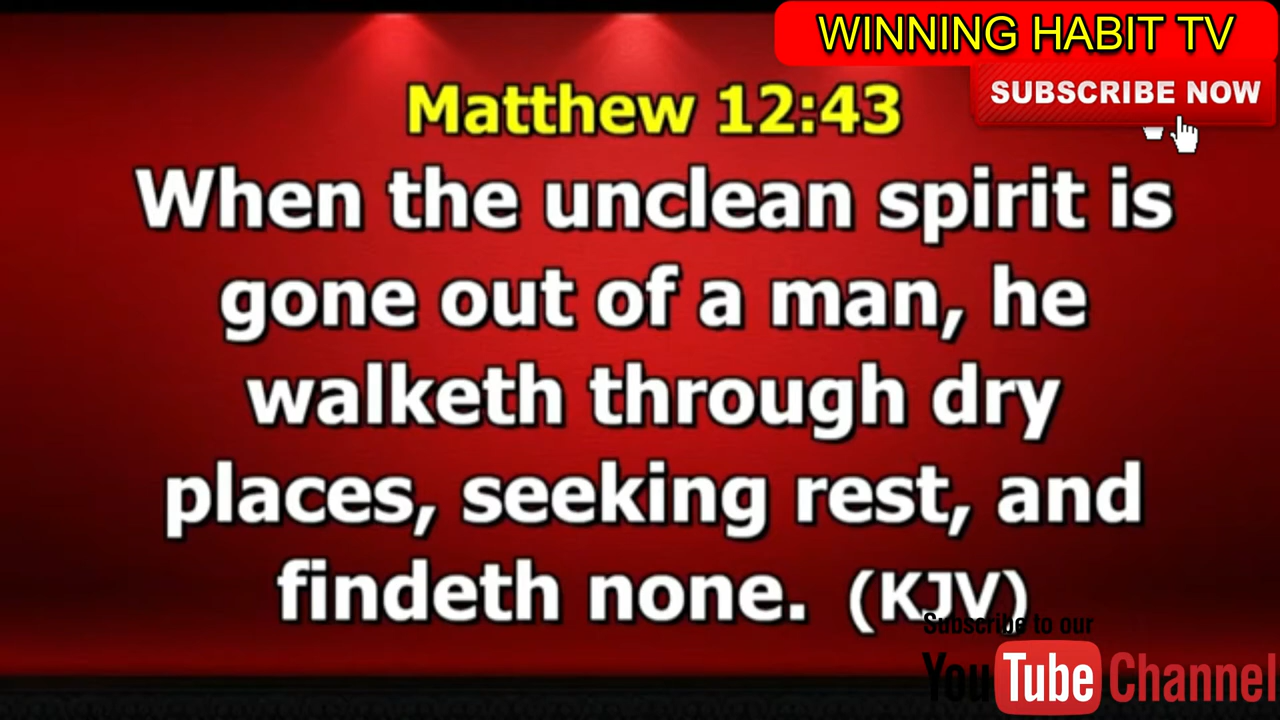 WINNING HABIT TV
SUBSCRIBE NOW
Matthew 12:43
When the unclean spirit is
gone out of a man, he
walketh through dry
places, seeking rest, and
findeth none. (KJV)
Subscribe to our
YouTube Channel